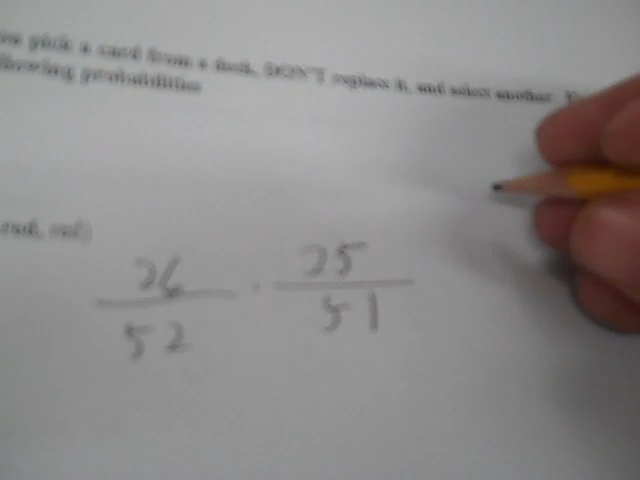 pick a card from a deck, DON'T replace it, and select another.
following probabilities
red, red)
26 · 25
52 51